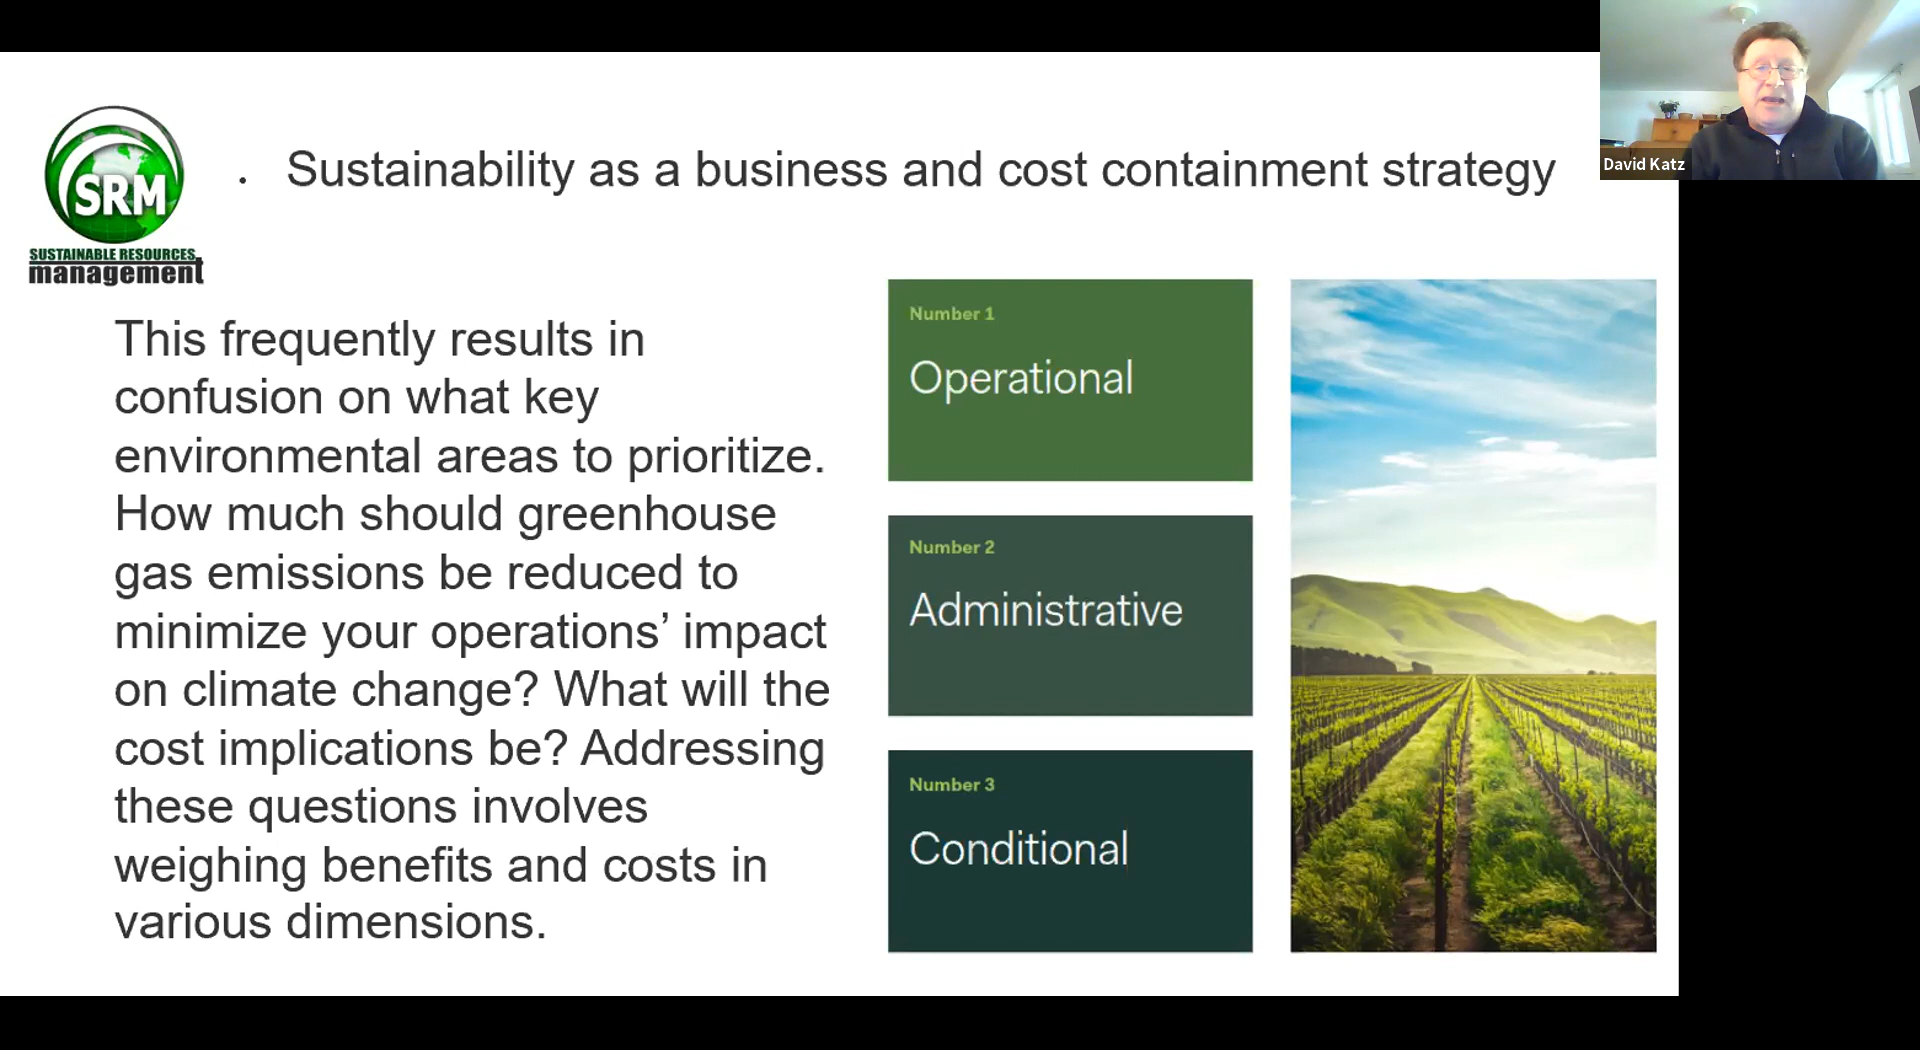 David Katz
SRM
SUSTAINABLE RESOURCES
management
. Sustainability as a business and cost containment strategy
This frequently results in
confusion on what key
environmental areas to prioritize.
How much should greenhouse
gas emissions be reduced to
minimize your operations’ impact
on climate change? What will the
cost implications be? Addressing
these questions involves
weighing benefits and costs in
various dimensions.
Number 1
Operational
Number 2
Administrative
Number 3
Conditional